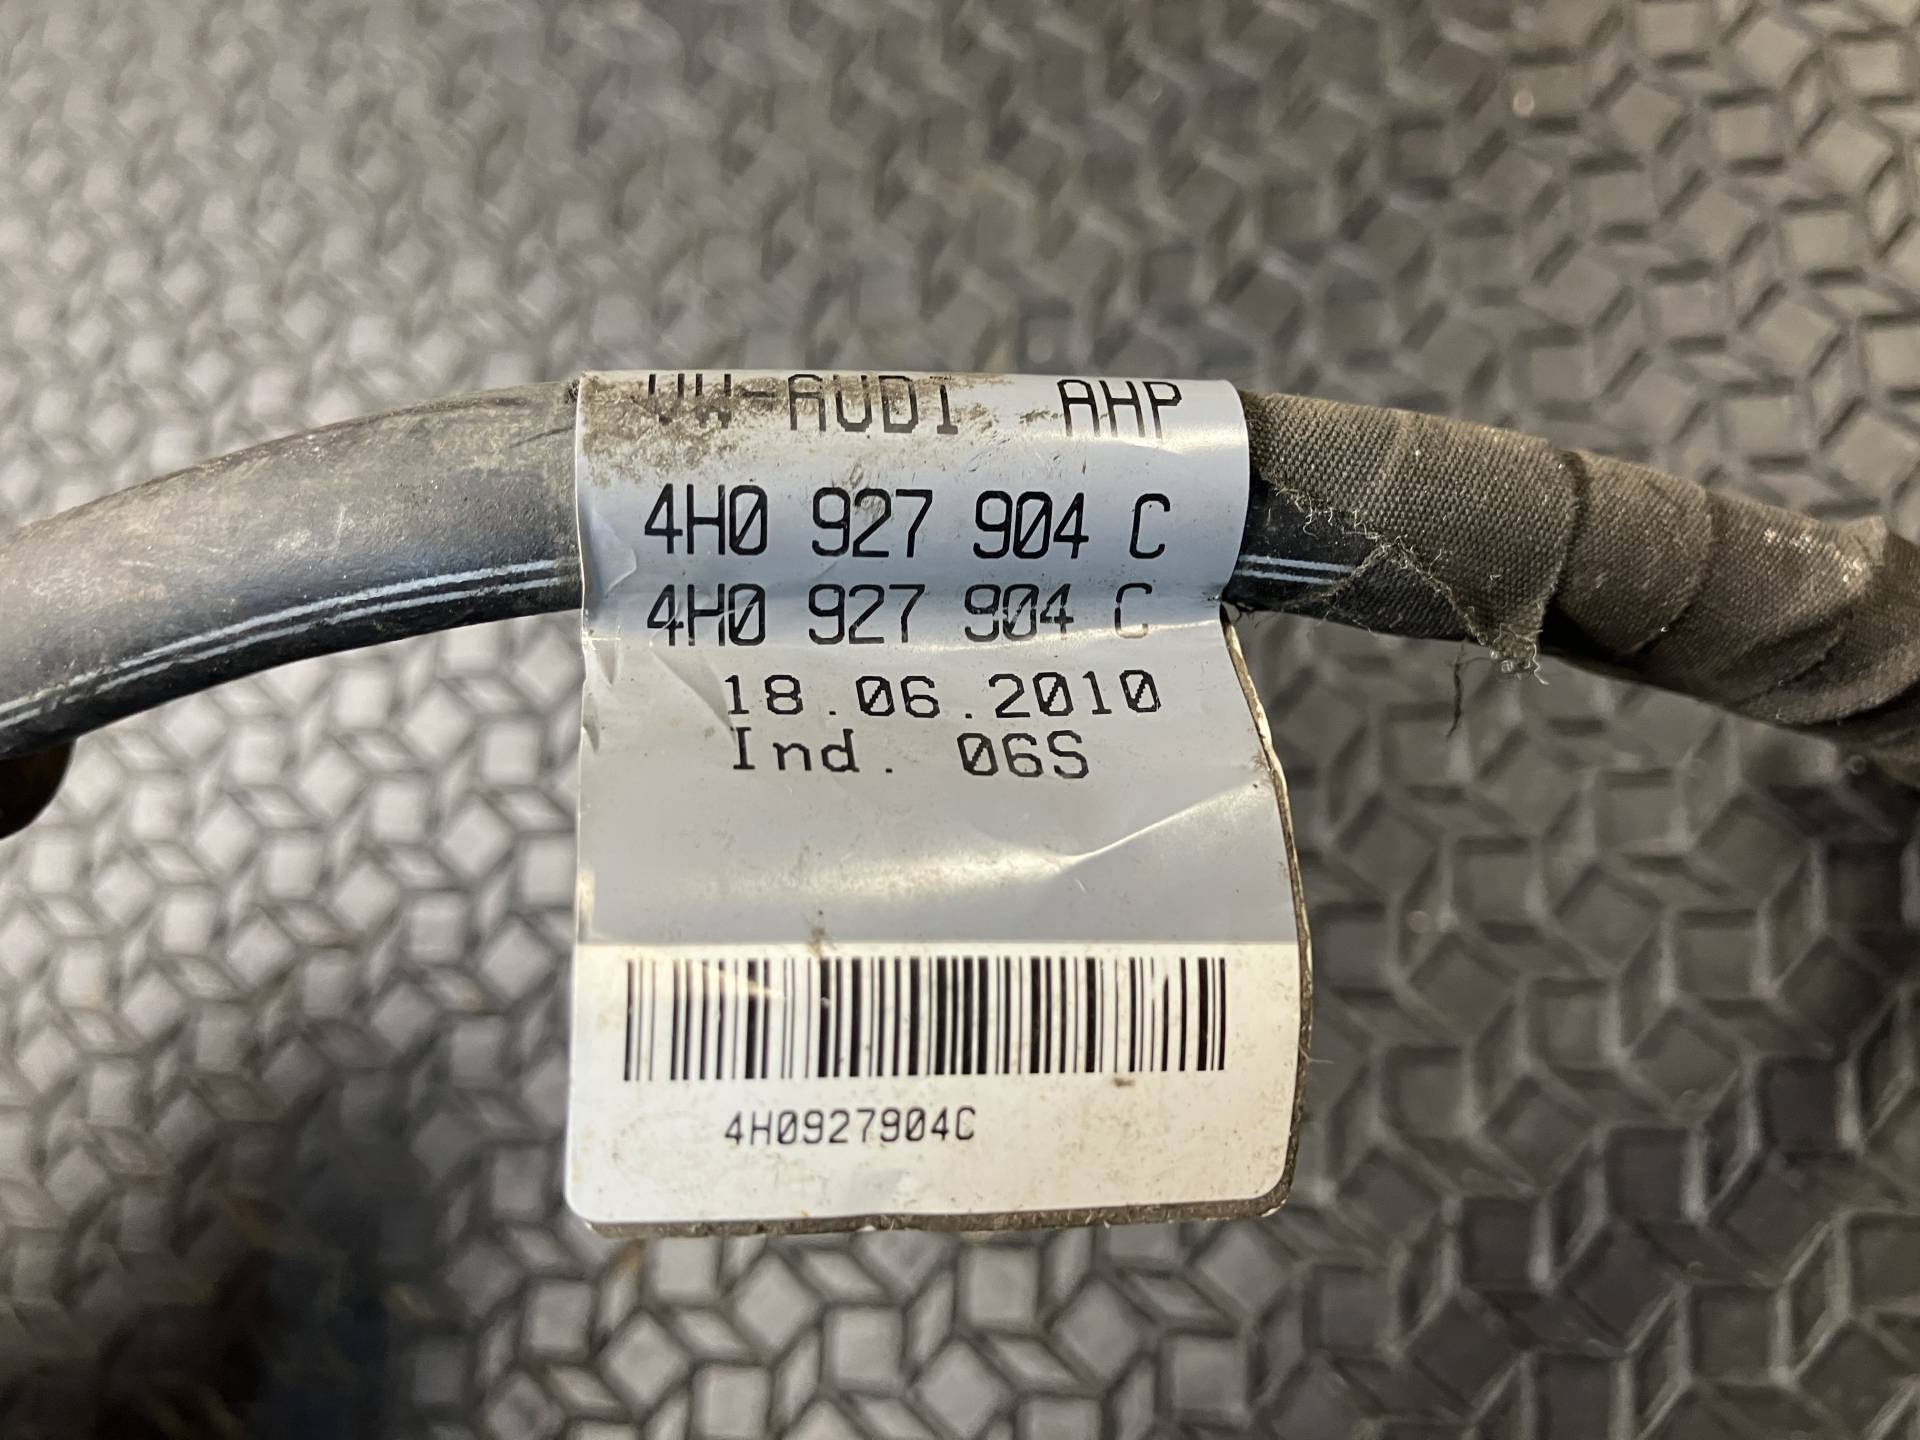 VW-AUDI AHP
4H0 927 904 C
4H0 927 904 C
18.06.2010
Ind. 06S
4H0927904C